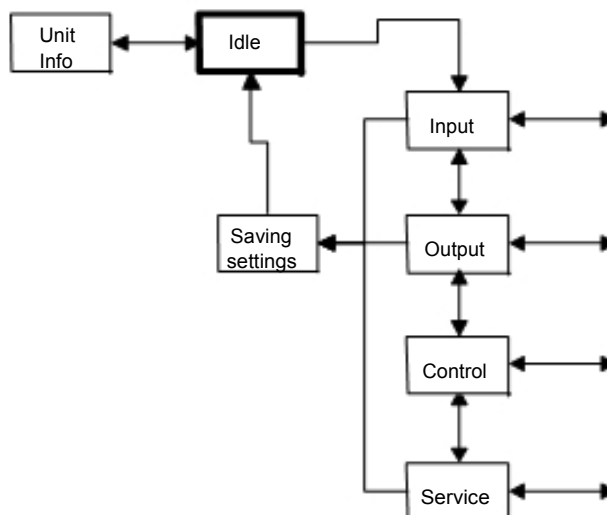 Unit
Info
Idle
Input
Saving
settings
Output
Control
Service